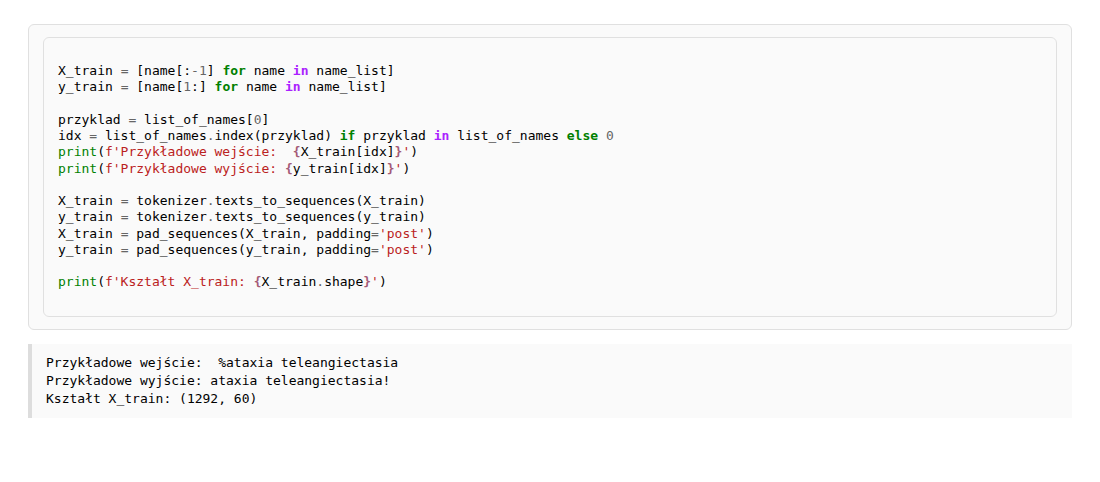 X_train = [name[:-1] for name in name_list]
y_train = [name[1:] for name in name_list]
przyklad = list_of_names[0]
idx = list_of_names.index(przyklad) if przyklad in list_of_names else 0
print(f'Przykładowe wejście:  {X_train[idx]}')
print(f'Przykładowe wyjście: {y_train[idx]}')
X_train = tokenizer.texts_to_sequences(X_train)
y_train = tokenizer.texts_to_sequences(y_train)
X_train = pad_sequences(X_train, padding='post')
y_train = pad_sequences(y_train, padding='post')
print(f'Kształt X_train: {X_train.shape}')
Przykładowe wejście:  %ataxia teleangiectasia
Przykładowe wyjście: ataxia teleangiectasia!
Kształt X_train: (1292, 60)